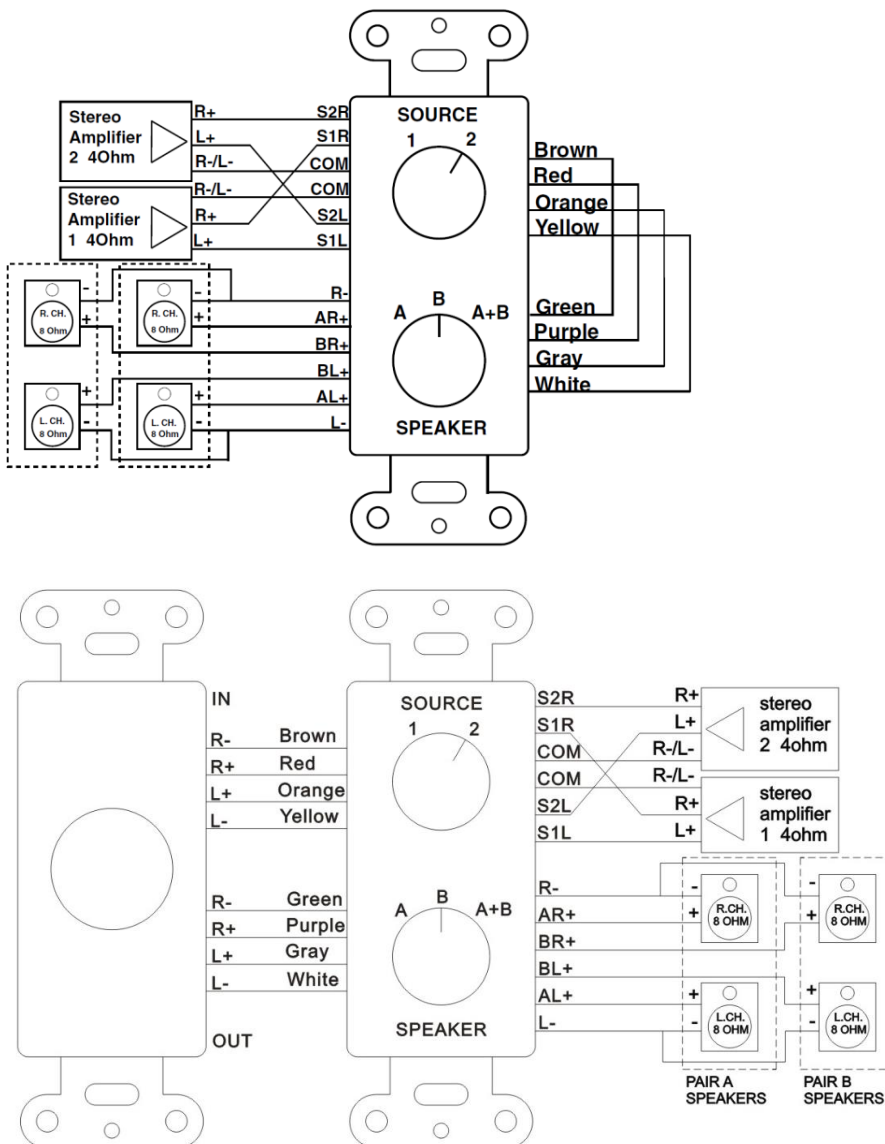 Stereo
Amplifier
2 4Ohm
R+
L+
R-/L-
Stereo
Amplifier
1 4Ohm
R-/L-
R+
L+
S2R
S1R
COM
COM
S2L
S1L
SOURCE
1 2
Brown
Red
Orange
Yellow
-
R. CH.
8 Ohm
+
-
R. CH.
8 Ohm
+
+
L. CH.
8 Ohm
-
+
L. CH.
8 Ohm
-
R-
AR+
BR+
BL+
AL+
L-
A B A+B
SPEAKER
Green
Purple
Gray
White
IN
R- Brown
R+ Red
L+ Orange
L- Yellow
R- Green
R+ Purple
L+ Gray
L- White
OUT
SOURCE
1 2
A B A+B
SPEAKER
S2R
S1R
COM
COM
S2L
S1L
R+
L+
R-/L-
R-/L-
R+
L+
stereo
amplifier
2 4ohm
stereo
amplifier
1 4ohm
R-
AR+
BR+
BL+
AL+
L-
-
+
R.CH.
8 OHM
-
+
R.CH.
8 OHM
+
-
L.CH.
8 OHM
+
-
L.CH.
8 OHM
PAIR A
SPEAKERS
PAIR B
SPEAKERS